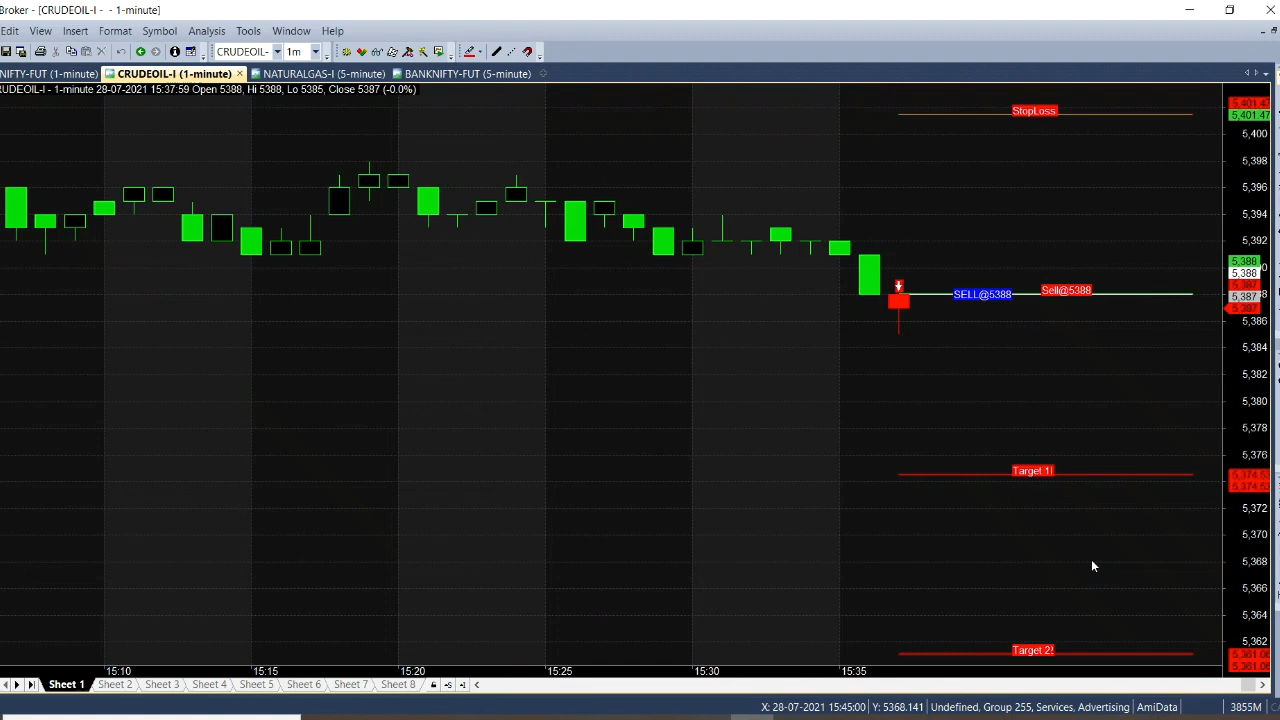 Broker - [CRUDEOIL-I - - 1-minute]
Edit View Insert Format Symbol Analysis Tools Window Help
CRUDEOIL- 1m
NIFTY-FUT (1-minute) CRUDEOIL-I (1-minute) × NATURALGAS-I (5-minute) BANKNIFTY-FUT (5-minute)
RUDEOIL-I - 1-minute 28-07-2021 15:37:59 Open 5388, Hi 5388, Lo 5385, Close 5387 (-0.0%)
5,401.47
StopLoss
5,401.47
5,400
5,398
5,396
5,394
5,392
5,388
5,388
5,387
Sell@5388
SELL@5388
5,387
5,387
5,386
5,384
5,382
5,380
5,378
5,376
Target 1
5,374.53
5,374.53
5,372
5,370
5,368
5,366
5,364
5,362
Target 2
5,361.06
5,361.06
15:10 15:15 15:20 15:25 15:30 15:35
Sheet 1 Sheet 2 Sheet 3 Sheet 4 Sheet 5 Sheet 6 Sheet 7 Sheet 8
X: 28-07-2021 15:45:00 Y: 5368.141 Undefined, Group 255, Services, Advertising AmiData 3855M